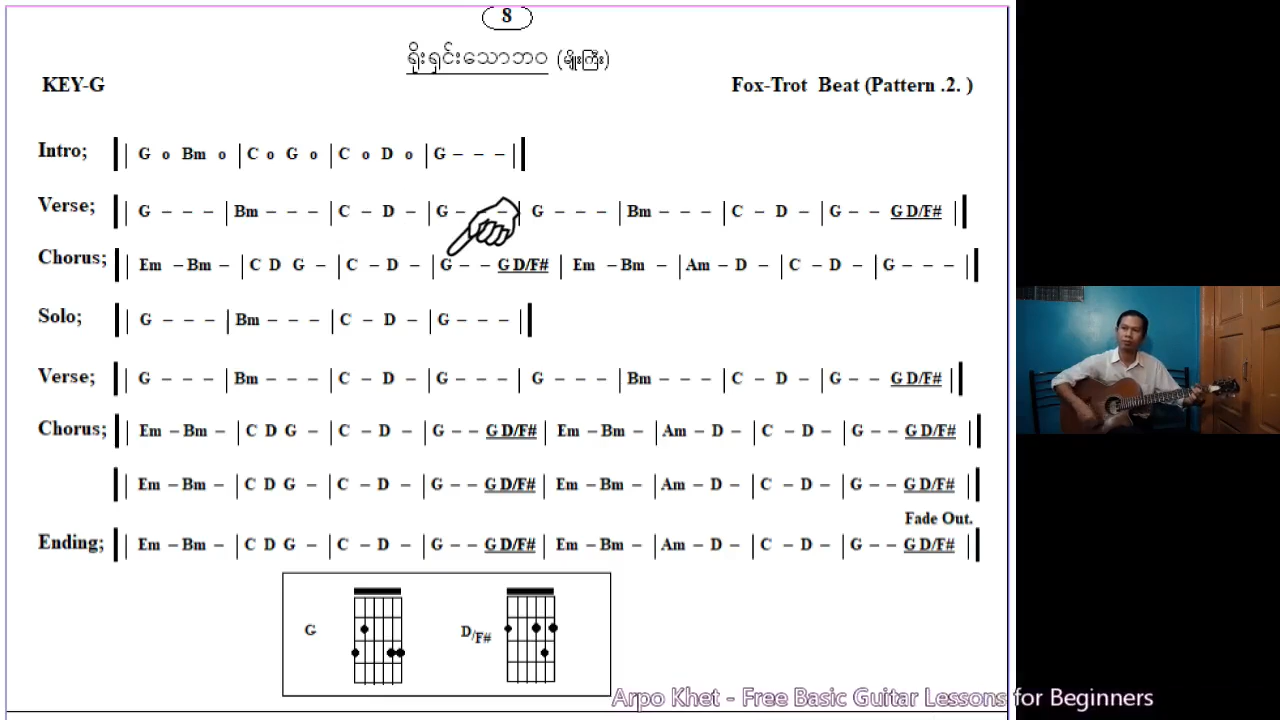 8
ရိုးရှင်းသောဘဝ (မျိုးကြီး)
KEY-G Fox-Trot Beat (Pattern .2. )
Intro; | G o Bm o | C o G o | C o D o | G – – – |
Verse; | G – – – | Bm – – – | C – D – | G – – – | G – – – | Bm – – – | C – D – | G – – G D/F# |
Chorus; | Em – Bm – | C D G – | C – D – | G – – G D/F# | Em – Bm – | Am – D – | C – D – | G – – – |
Solo; | G – – – | Bm – – – | C – D – | G – – – |
Verse; | G – – – | Bm – – – | C – D – | G – – – | G – – – | Bm – – – | C – D – | G – – G D/F# |
Chorus; | Em – Bm – | C D G – | C – D – | G – – G D/F# | Em – Bm – | Am – D – | C – D – | G – – G D/F# |
| Em – Bm – | C D G – | C – D – | G – – G D/F# | Em – Bm – | Am – D – | C – D – | G – – G D/F# |
Fade Out.
Ending; | Em – Bm – | C D G – | C – D – | G – – G D/F# | Em – Bm – | Am – D – | C – D – | G – – G D/F# |
G D/F#
Arpo Khet - Free Basic Guitar Lessons for Beginners